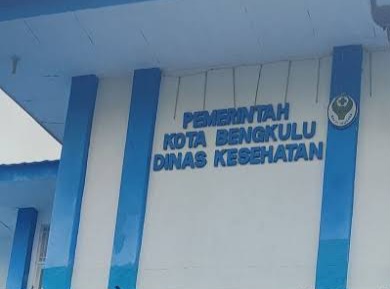 PEMERINTAH
KOTA BENGKULU
DINAS KESEHATAN